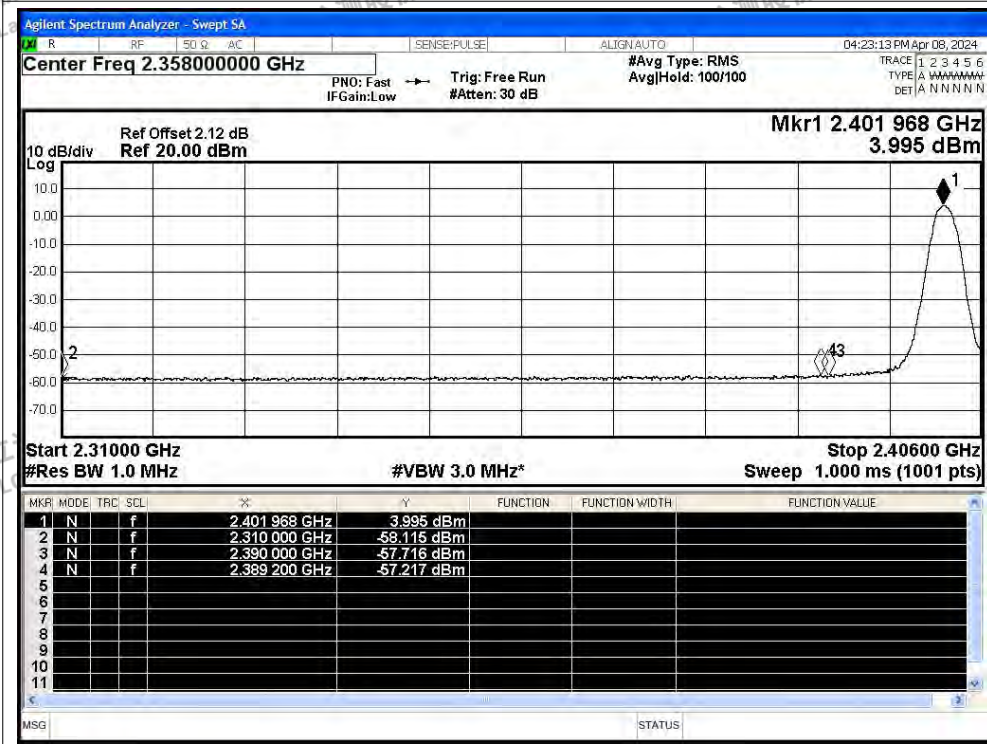 Agilent Spectrum Analyzer - Swept SA
LXI R RF 50 Ω AC SENSE:PULSE ALIGN AUTO 04:23:13 PM Apr 08, 2024
Center Freq 2.358000000 GHz #Avg Type: RMS TRACE 1 2 3 4 5 6
PNO: Fast Trig: Free Run Avg|Hold: 100/100 TYPE A WWWWW
IFGain:Low #Atten: 30 dB DET A N N N N N
Mkr1 2.401 968 GHz
Ref Offset 2.12 dB 3.995 dBm
10 dB/div Ref 20.00 dBm
Log
10.0
1
0.00
-10.0
-20.0
-30.0
-40.0
-50.0 2 43
-60.0
-70.0
Start 2.31000 GHz Stop 2.40600 GHz
#Res BW 1.0 MHz #VBW 3.0 MHz* Sweep 1.000 ms (1001 pts)
MKR MODE TRC SCL X Y FUNCTION FUNCTION WIDTH FUNCTION VALUE
1 N f 2.401 968 GHz 3.995 dBm
2 N f 2.310 000 GHz -58.115 dBm
3 N f 2.390 000 GHz -57.716 dBm
4 N f 2.389 200 GHz -57.217 dBm
5
6
7
8
9
10
11
MSG STATUS